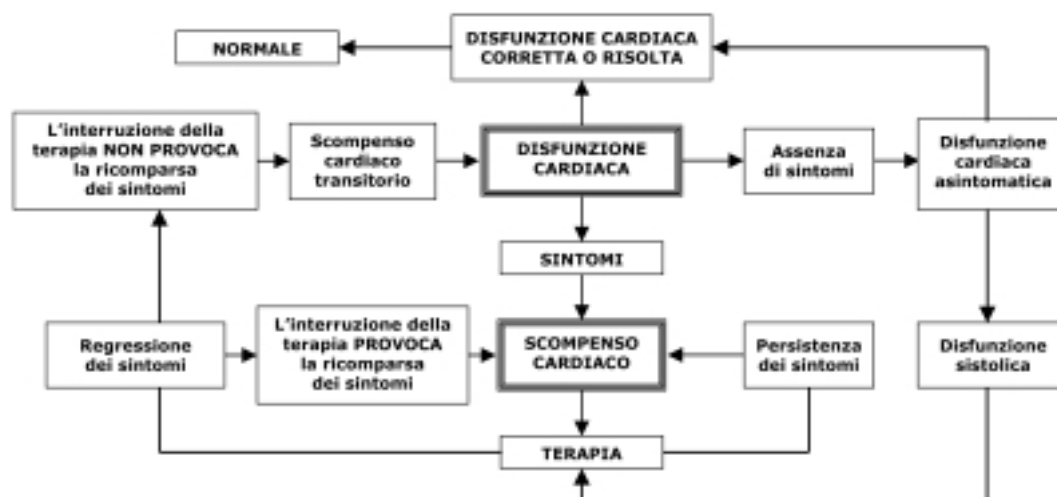 NORMALE
DISFUNZIONE CARDIACA
CORRETTA O RISOLTA
L'interruzione della
terapia NON PROVOCA
la ricomparsa
dei sintomi
Scompenso
cardiaco
transitorio
DISFUNZIONE
CARDIACA
Assenza
di sintomi
Disfunzione
cardiaca
asintomatica
SINTOMI
Regressione
dei sintomi
L'interruzione della
terapia PROVOCA
la ricomparsa
dei sintomi
SCOMPENSO
CARDIACO
Persistenza
dei sintomi
Disfunzione
sistolica
TERAPIA